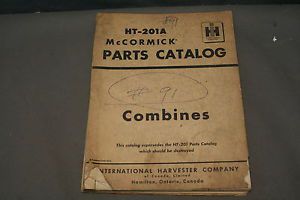 #91
HT-201A
McCORMICK
PARTS CATALOG
# 91
Combines
This catalog supersedes the HT-201 Parts Catalog
which should be destroyed
INTERNATIONAL HARVESTER COMPANY
of Canada, Limited
Hamilton, Ontario, Canada